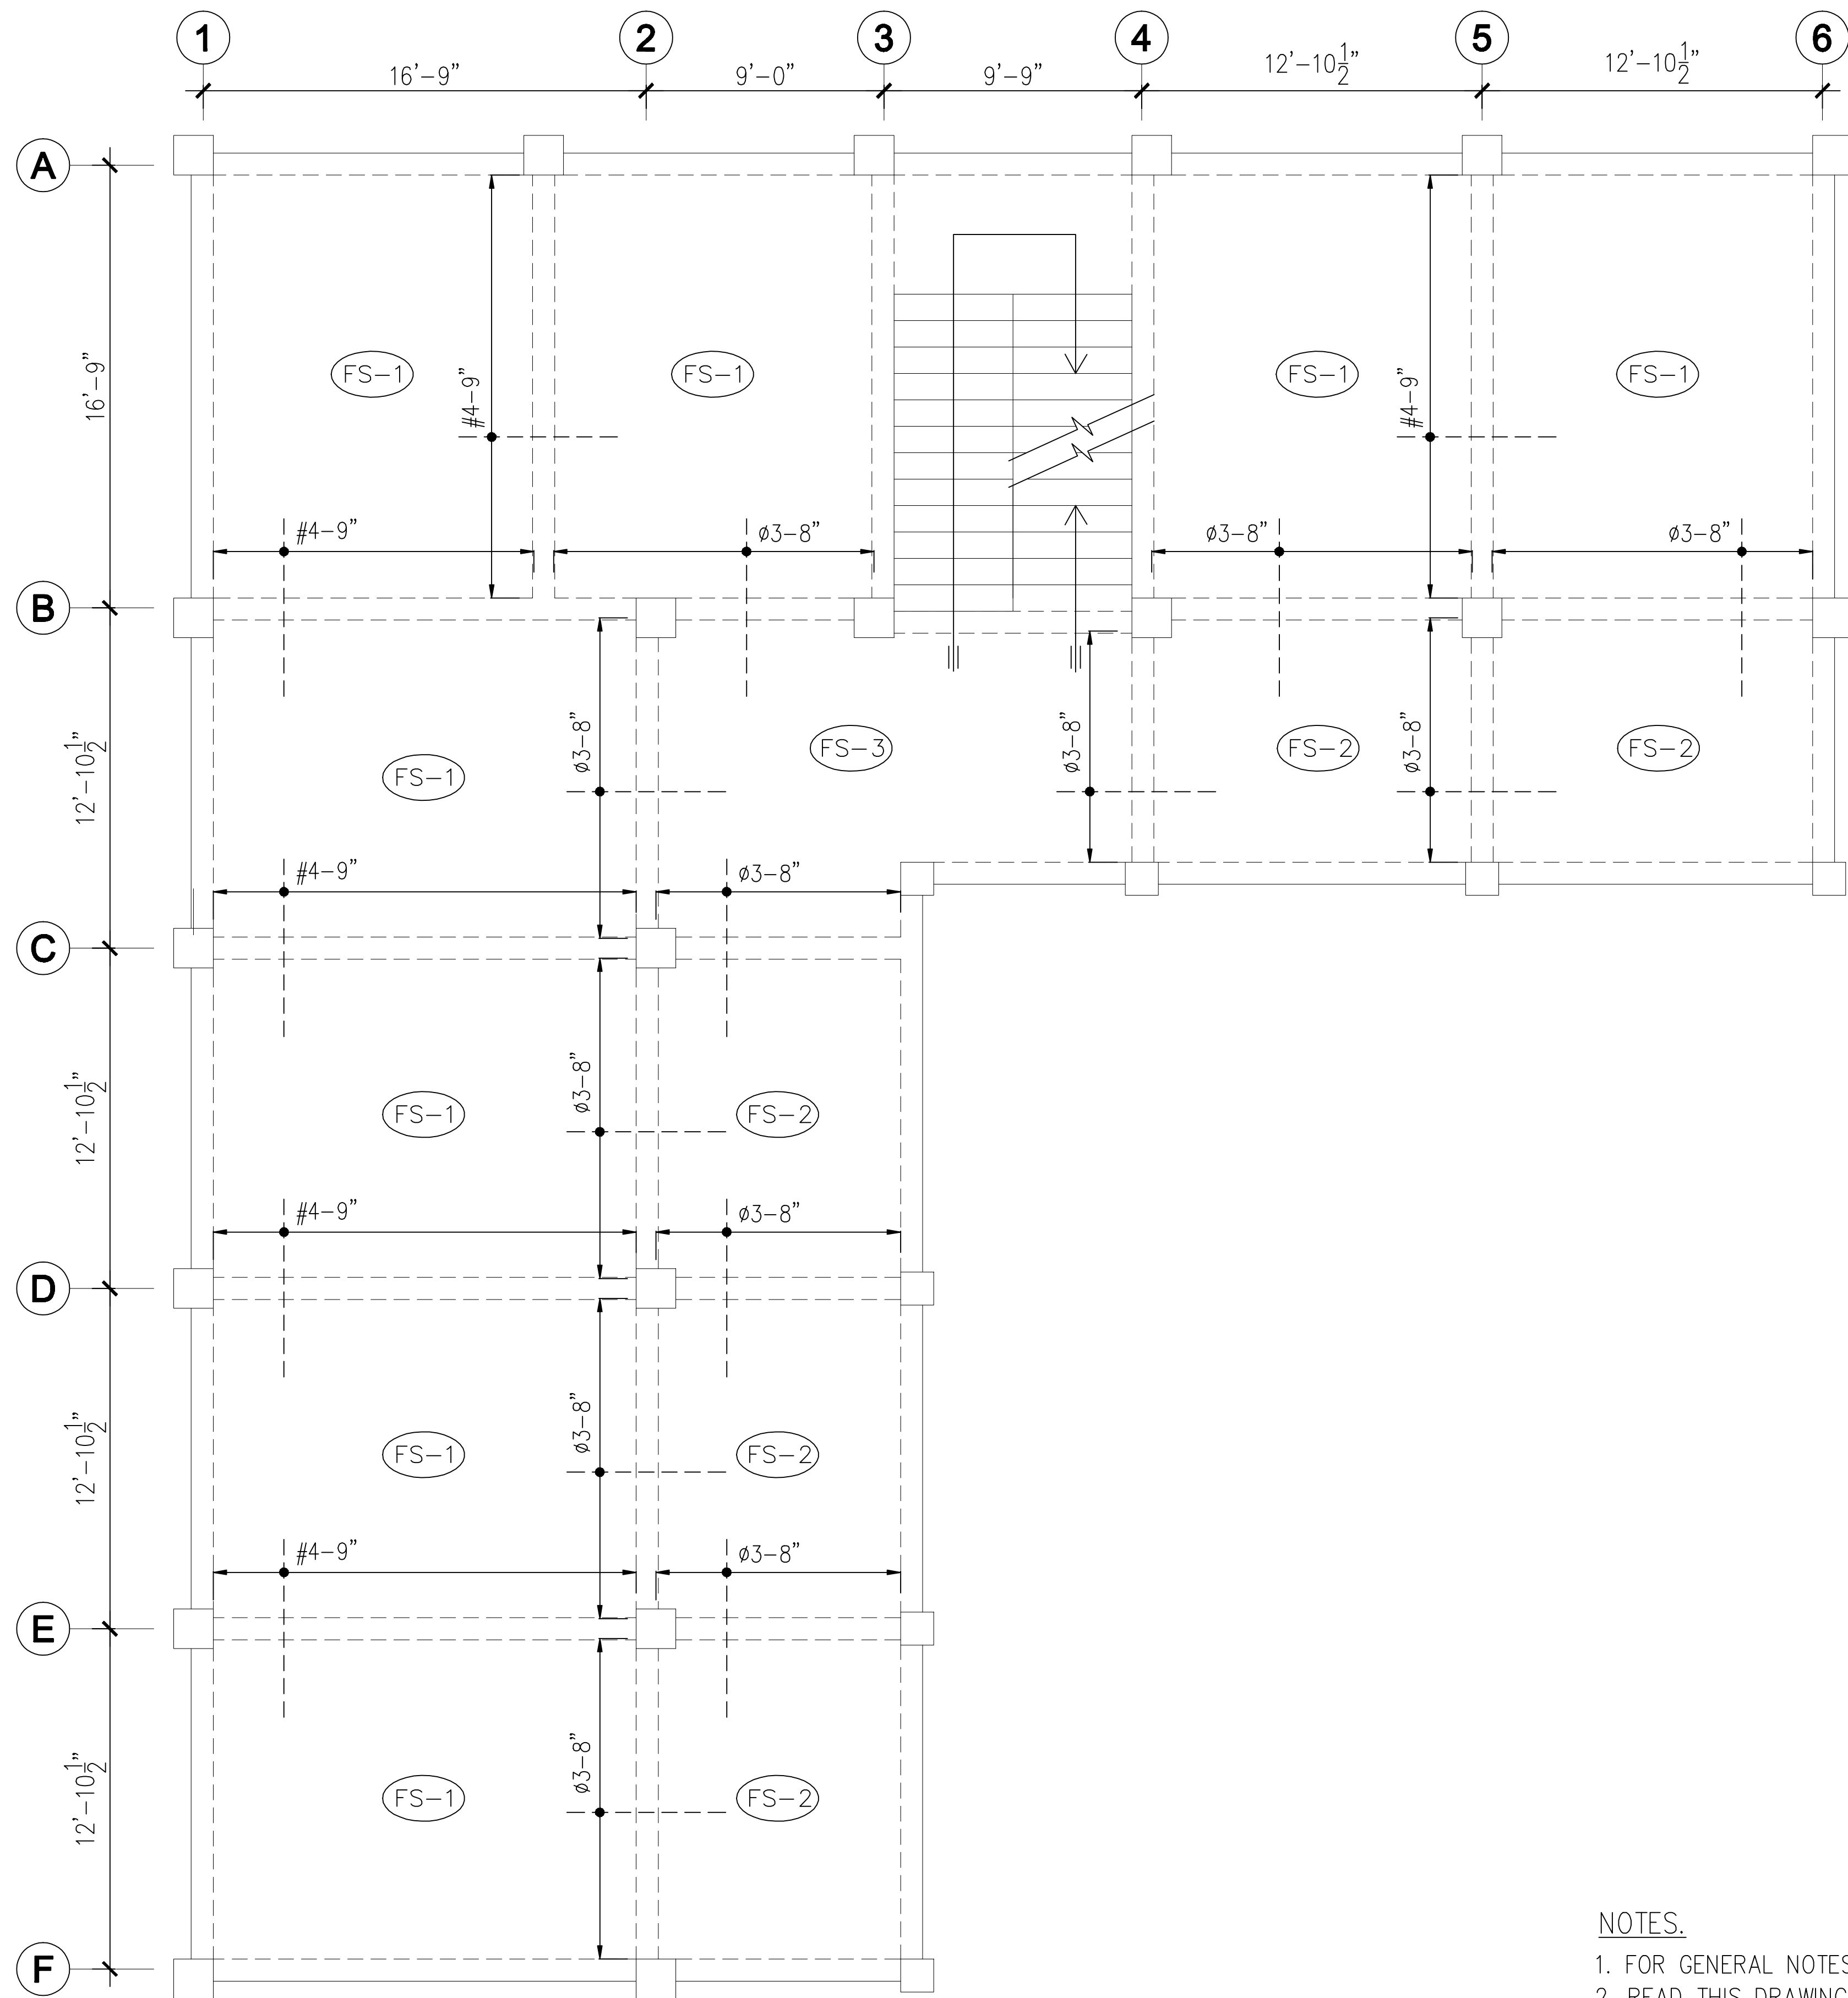 1 2 3 4 5 6
16'-9" 9'-0" 9'-9" 12'-10½" 12'-10½"
A
16'-9"
FS-1 FS-1 FS-1 FS-1
#4-9" #4-9"
#4-9" ø3-8" ø3-8" ø3-8"
B
12'-10½"
ø3-8" ø3-8" ø3-8"
FS-1 FS-3 FS-2 FS-2
#4-9" ø3-8"
C
12'-10½"
ø3-8"
FS-1 FS-2
#4-9" ø3-8"
D
12'-10½"
ø3-8"
FS-1 FS-2
#4-9" ø3-8"
E
12'-10½"
ø3-8"
FS-1 FS-2
F
NOTES.
1. FOR GENERAL NOTES
2. READ THIS DRAWING